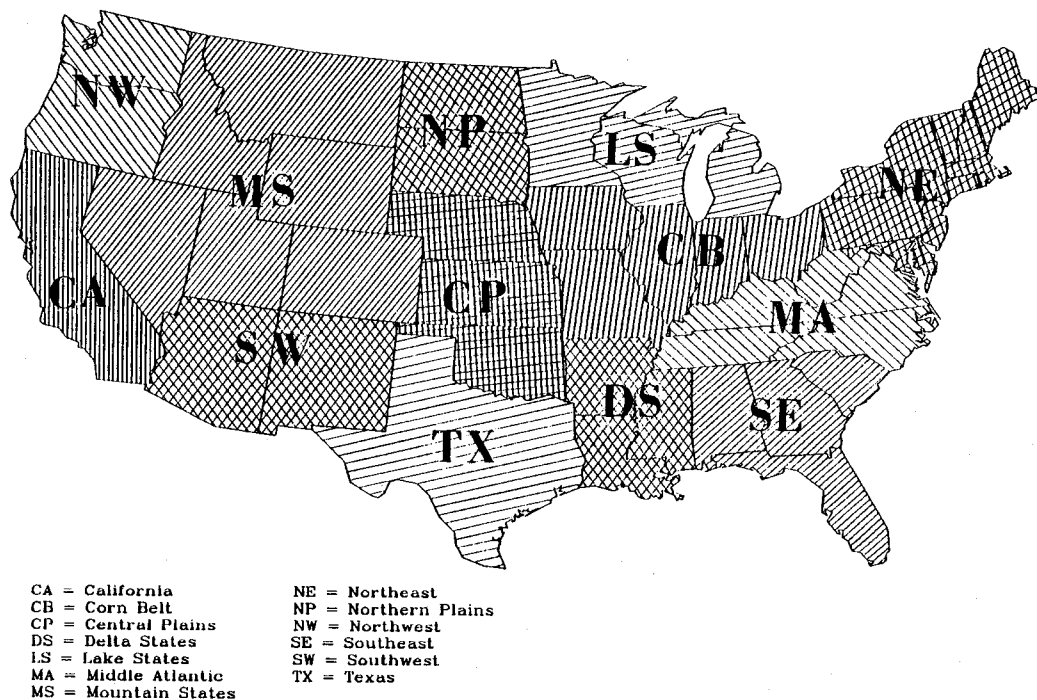 NW
NP
LS
MS
NE
CB
CA
CP
MA
SW
DS
SE
TX
CA = California
CB = Corn Belt
CP = Central Plains
DS = Delta States
LS = Lake States
MA = Middle Atlantic
MS = Mountain States
NE = Northeast
NP = Northern Plains
NW = Northwest
SE = Southeast
SW = Southwest
TX = Texas